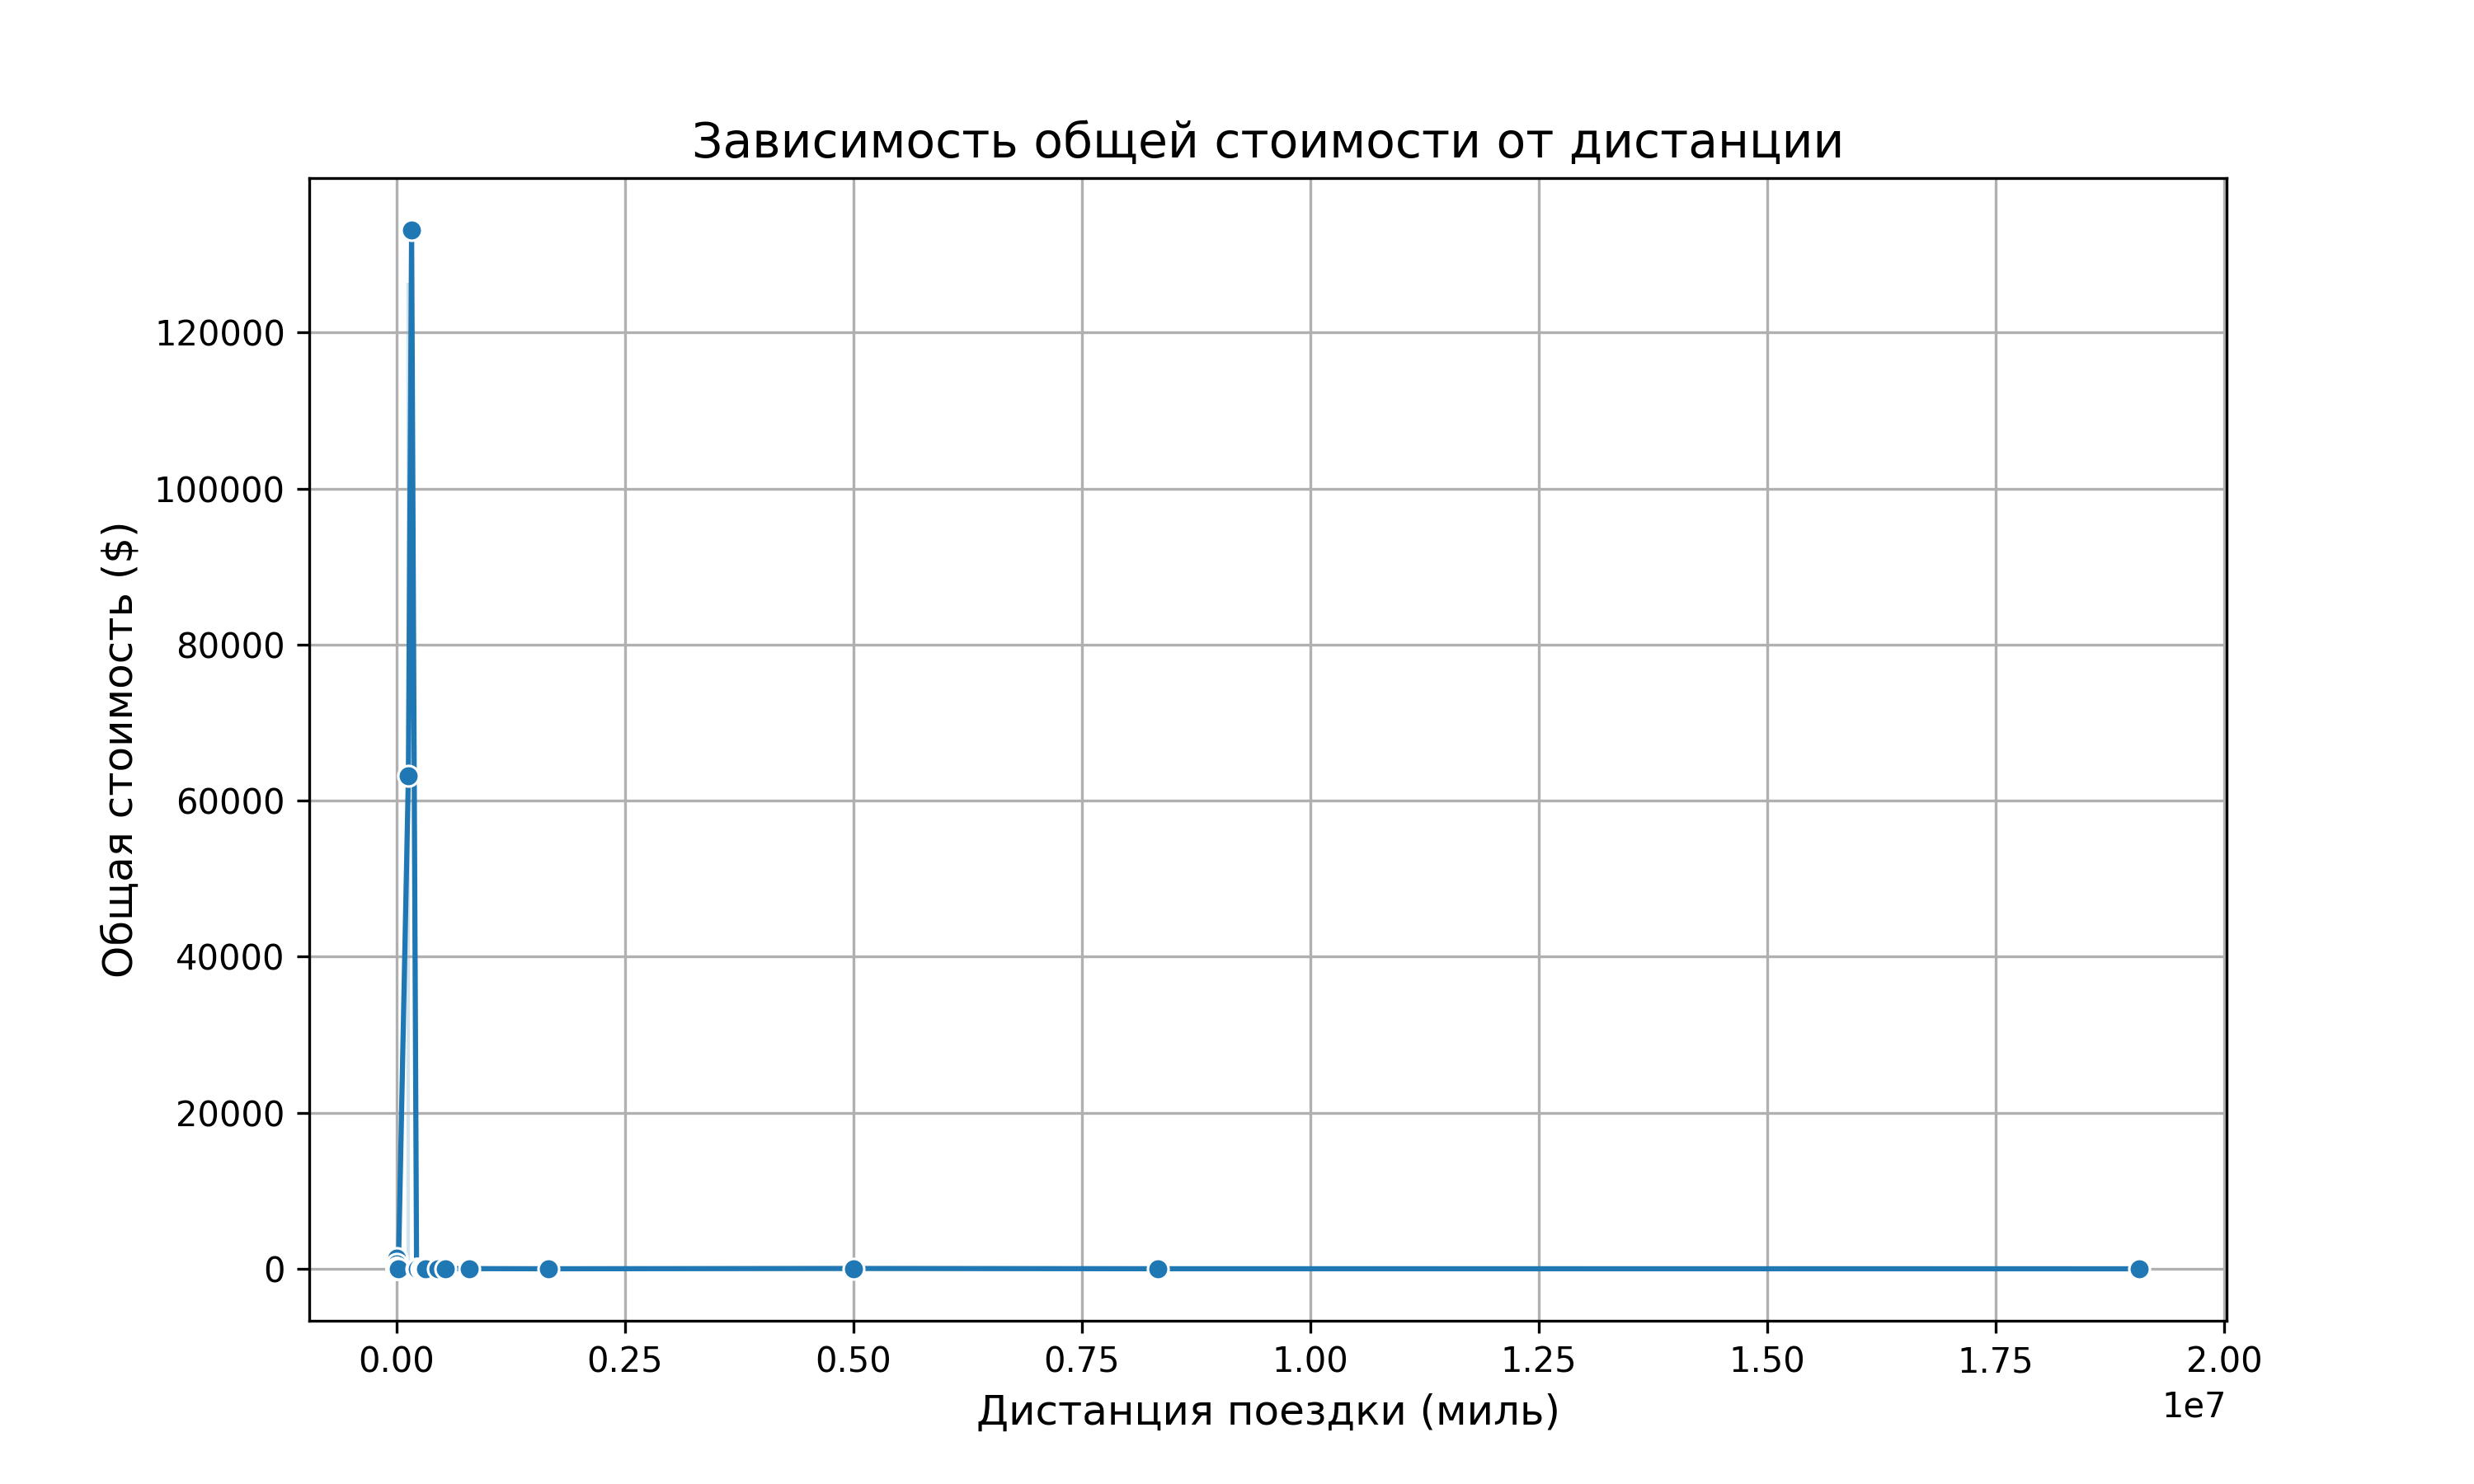 Зависимость общей стоимости от дистанции
Общая стоимость ($)
120000
100000
80000
60000
40000
20000
0
0.00 0.25 0.50 0.75 1.00 1.25 1.50 1.75 2.00
1e7
Дистанция поездки (миль)